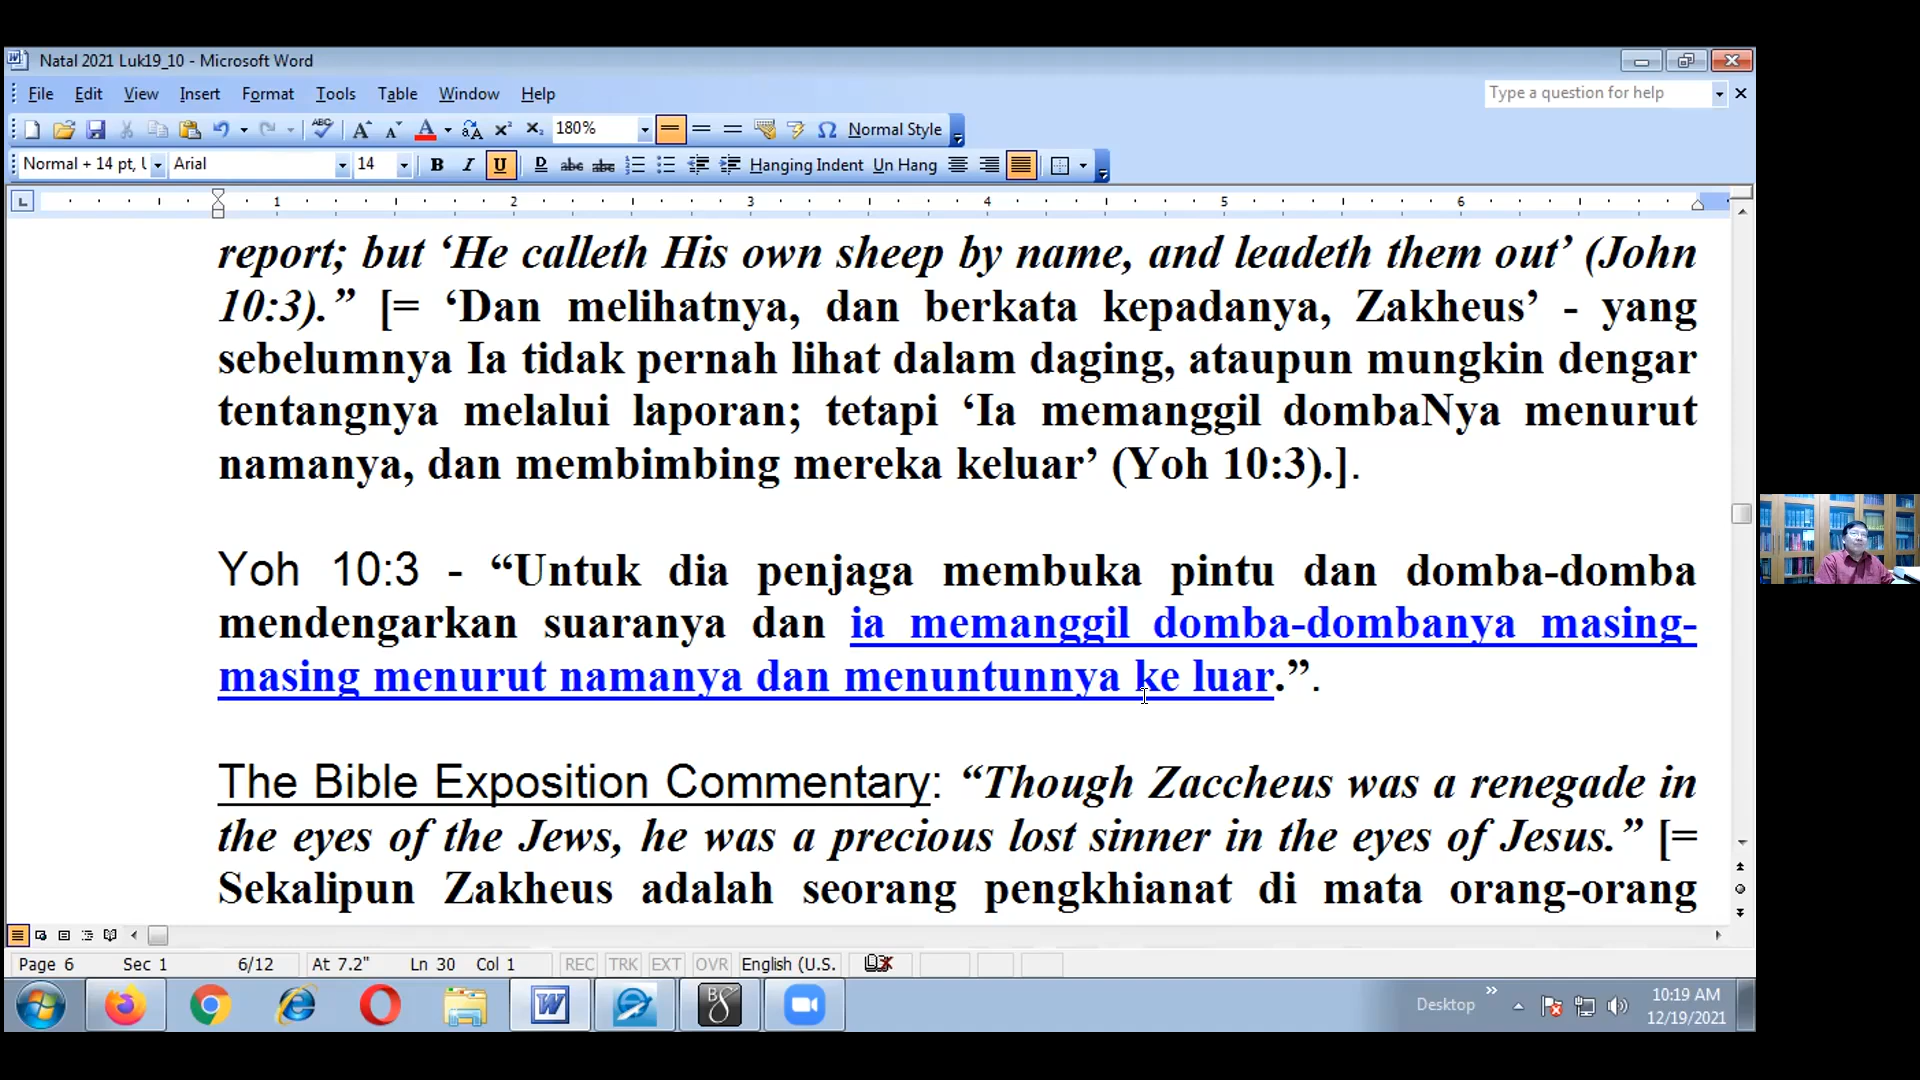 Natal 2021 Luk19_10 - Microsoft Word
File Edit View Insert Format Tools Table Window Help
Type a question for help
180%
Normal Style
Normal + 14 pt, Arial 14 B I U
Hanging Indent Un Hang
1 2 3 4 5 6
report; but ‘He calleth His own sheep by name, and leadeth them out’ (John
10:3).” [= ‘Dan melihatnya, dan berkata kepadanya, Zakheus’ - yang
sebelumnya Ia tidak pernah lihat dalam daging, ataupun mungkin dengar
tentangnya melalui laporan; tetapi ‘Ia memanggil dombaNya menurut
namanya, dan membimbing mereka keluar’ (Yoh 10:3).].
Yoh 10:3 - “Untuk dia penjaga membuka pintu dan domba-domba
mendengarkan suaranya dan ia memanggil domba-dombanya masing-
masing menurut namanya dan menuntunnya ke luar.”.
The Bible Exposition Commentary: “Though Zaccheus was a renegade in
the eyes of the Jews, he was a precious lost sinner in the eyes of Jesus.” [=
Sekalipun Zakheus adalah seorang pengkhianat di mata orang-orang
Page 6 Sec 1 6/12 At 7.2" Ln 30 Col 1 REC TRK EXT OVR English (U.S.
Desktop
10:19 AM
12/19/2021